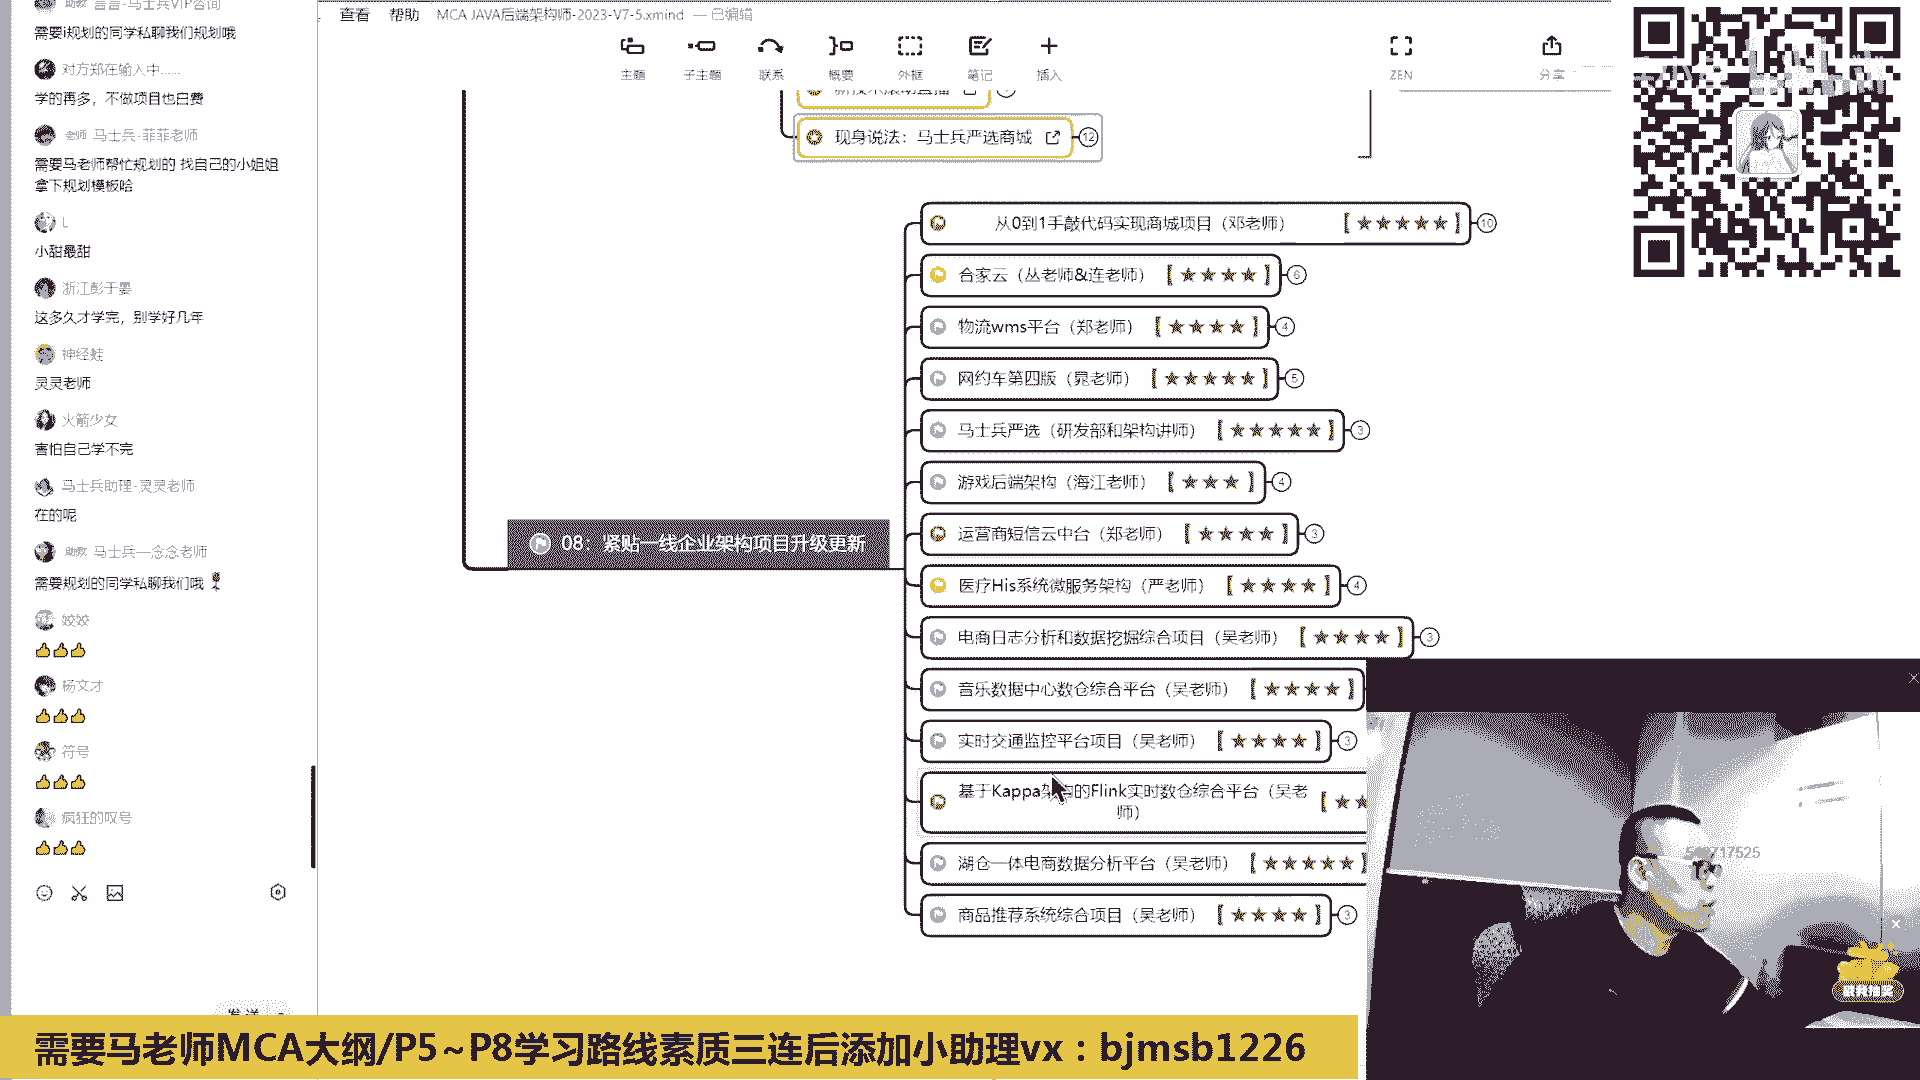 查看 帮助 MCA JAVA后端架构师-2023-V7-5.xmind — 已编辑
主题 子主题 联系 概要 外框 笔记 插入 ZEN 分享
助教 言言-马士兵VIP咨询
需要i规划的同学私聊我们规划哦
对方郑在输入中......
学的再多，不做项目也白费
老师 马士兵-菲菲老师
需要马老师帮忙规划的 找自己的小姐姐
拿下规划模板哈
L
小甜最甜
浙江彭于晏
这多久才学完，别学好几年
神经蛙
灵灵老师
火箭少女
害怕自己学不完
马士兵助理-灵灵老师
在的呢
助教 马士兵—念念老师
需要规划的同学私聊我们哦
姣姣
杨文才
符号
疯狂的叹号
现身说法：马士兵严选商城 12
08：紧贴一线企业架构项目升级更新
从0到1手敲代码实现商城项目（邓老师） 【★★★★★】 10
合家云（丛老师&连老师）【★★★★】 6
物流wms平台（郑老师）【★★★★】 4
网约车第四版（晁老师）【★★★★★】 5
马士兵严选（研发部和架构讲师）【★★★★★】 3
游戏后端架构（海江老师）【★★★】 4
运营商短信云中台（郑老师）【★★★★】 3
医疗His系统微服务架构（严老师）【★★★★】 4
电商日志分析和数据挖掘综合项目（吴老师）【★★★★】 3
音乐数据中心数仓综合平台（吴老师）【★★★★】
实时交通监控平台项目（吴老师）【★★★★】 3
基于Kappa架构的Flink实时数仓综合平台（吴老
师） 【★★
湖仓一体电商数据分析平台（吴老师）【★★★★★】
商品推荐系统综合项目（吴老师）【★★★★】 3
需要马老师MCA大纲/P5~P8学习路线素质三连后添加小助理vx：bjmsb1226